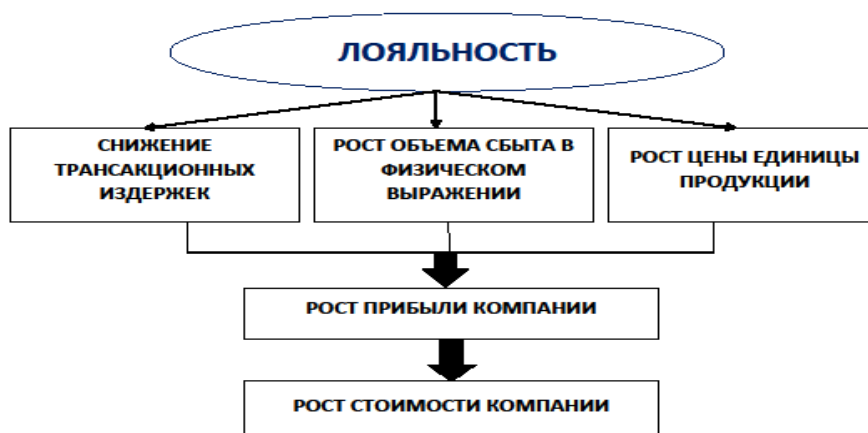 ЛОЯЛЬНОСТЬ
СНИЖЕНИЕ
ТРАНСАКЦИОННЫХ
ИЗДЕРЖЕК
РОСТ ОБЪЕМА СБЫТА В
ФИЗИЧЕСКОМ
ВЫРАЖЕНИИ
РОСТ ЦЕНЫ ЕДИНИЦЫ
ПРОДУКЦИИ
РОСТ ПРИБЫЛИ КОМПАНИИ
РОСТ СТОИМОСТИ КОМПАНИИ